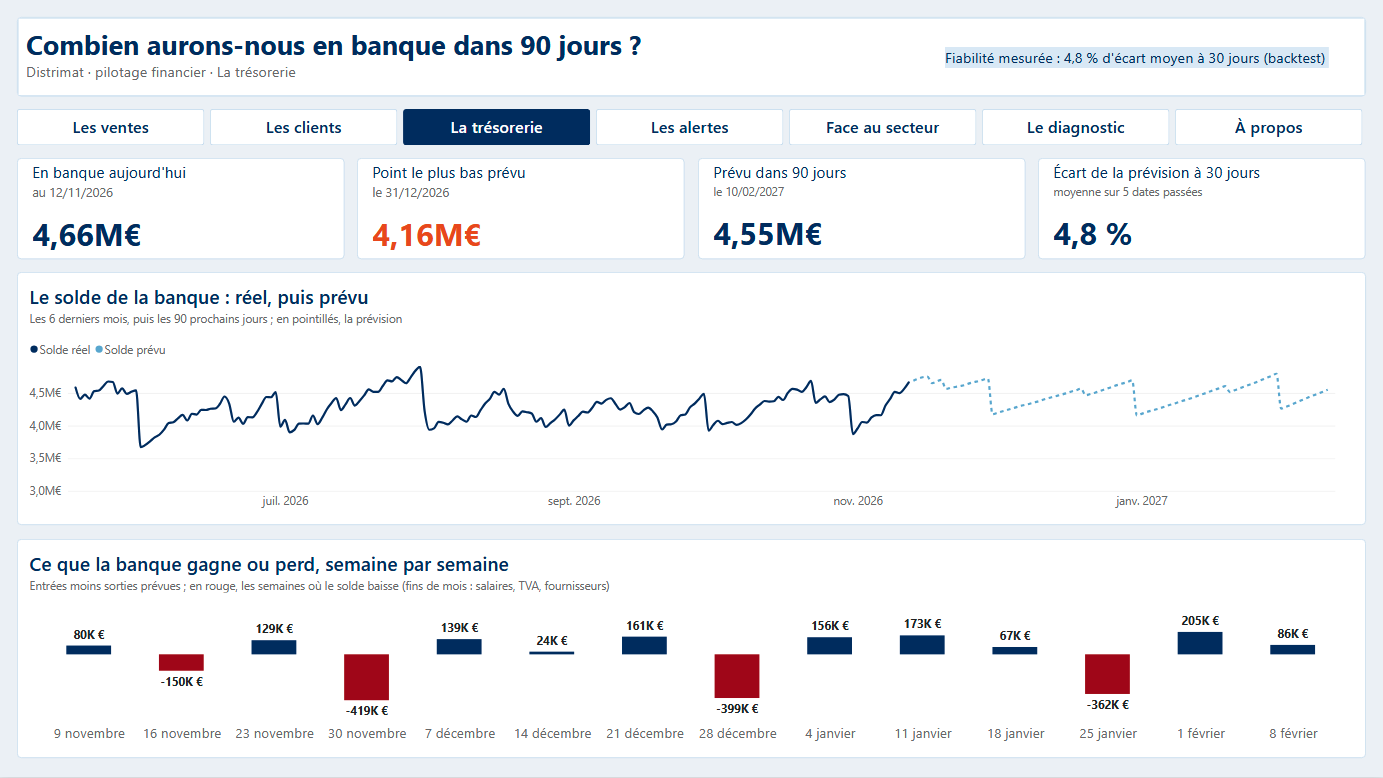 Combien aurons-nous en banque dans 90 jours ?
Distrimat · pilotage financier · La trésorerie
Fiabilité mesurée : 4,8 % d'écart moyen à 30 jours (backtest)
Les ventes
Les clients
La trésorerie
Les alertes
Face au secteur
Le diagnostic
À propos
En banque aujourd'hui
au 12/11/2026
4,66M€
Point le plus bas prévu
le 31/12/2026
4,16M€
Prévu dans 90 jours
le 10/02/2027
4,55M€
Écart de la prévision à 30 jours
moyenne sur 5 dates passées
4,8 %
Le solde de la banque : réel, puis prévu
Les 6 derniers mois, puis les 90 prochains jours ; en pointillés, la prévision
Solde réel Solde prévu
4,5M€
4,0M€
3,5M€
3,0M€
juil. 2026
sept. 2026
nov. 2026
janv. 2027
Ce que la banque gagne ou perd, semaine par semaine
Entrées moins sorties prévues ; en rouge, les semaines où le solde baisse (fins de mois : salaires, TVA, fournisseurs)
80K €
-150K €
129K €
-419K €
139K €
24K €
161K €
-399K €
156K €
173K €
67K €
-362K €
205K €
86K €
9 novembre
16 novembre
23 novembre
30 novembre
7 décembre
14 décembre
21 décembre
28 décembre
4 janvier
11 janvier
18 janvier
25 janvier
1 février
8 février